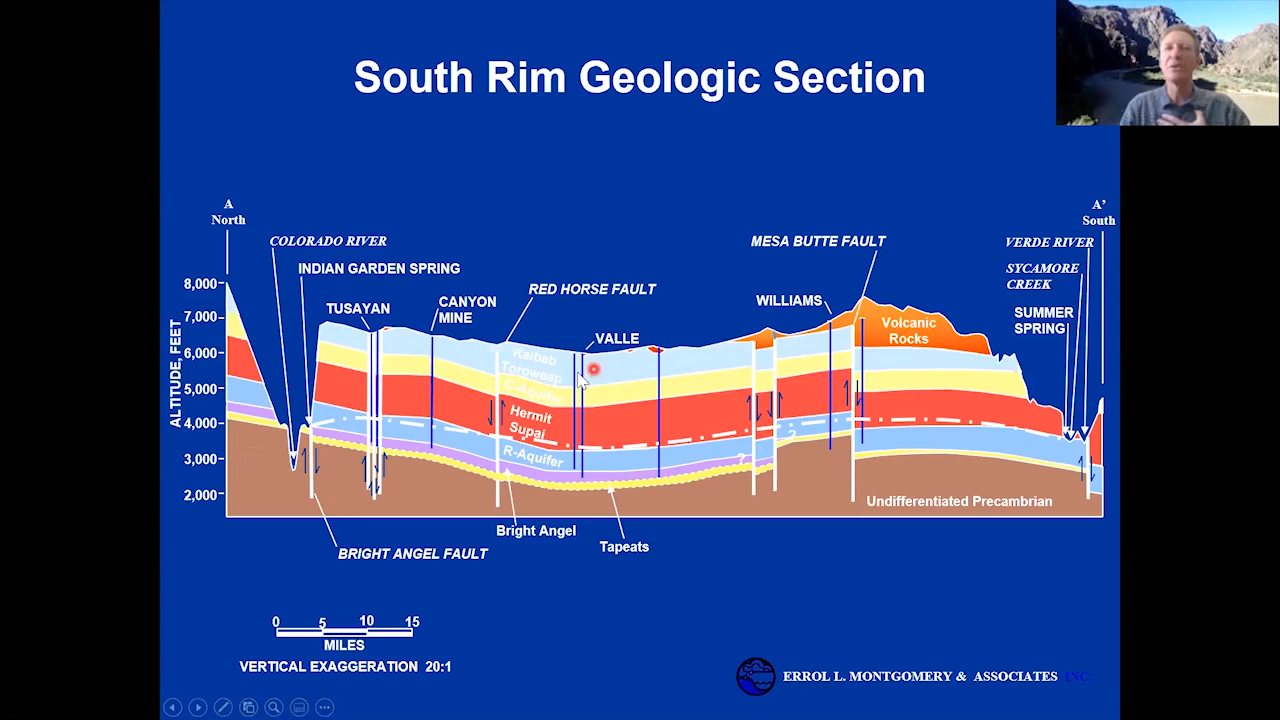 South Rim Geologic Section
A
North
A’
South
COLORADO RIVER
INDIAN GARDEN SPRING
TUSAYAN
CANYON
MINE
RED HORSE FAULT
VALLE
MESA BUTTE FAULT
WILLIAMS
VERDE RIVER
SYCAMORE
CREEK
SUMMER
SPRING
Volcanic
Rocks
ALTITUDE, FEET
8,000
7,000
6,000
5,000
4,000
3,000
2,000
Kaibab
Toroweap
C-Aquifer
Hermit
Supai
R-Aquifer
?
?
Undifferentiated Precambrian
Bright Angel
Tapeats
BRIGHT ANGEL FAULT
0 5 10 15
MILES
VERTICAL EXAGGERATION 20:1
ERROL L. MONTGOMERY & ASSOCIATES INC.